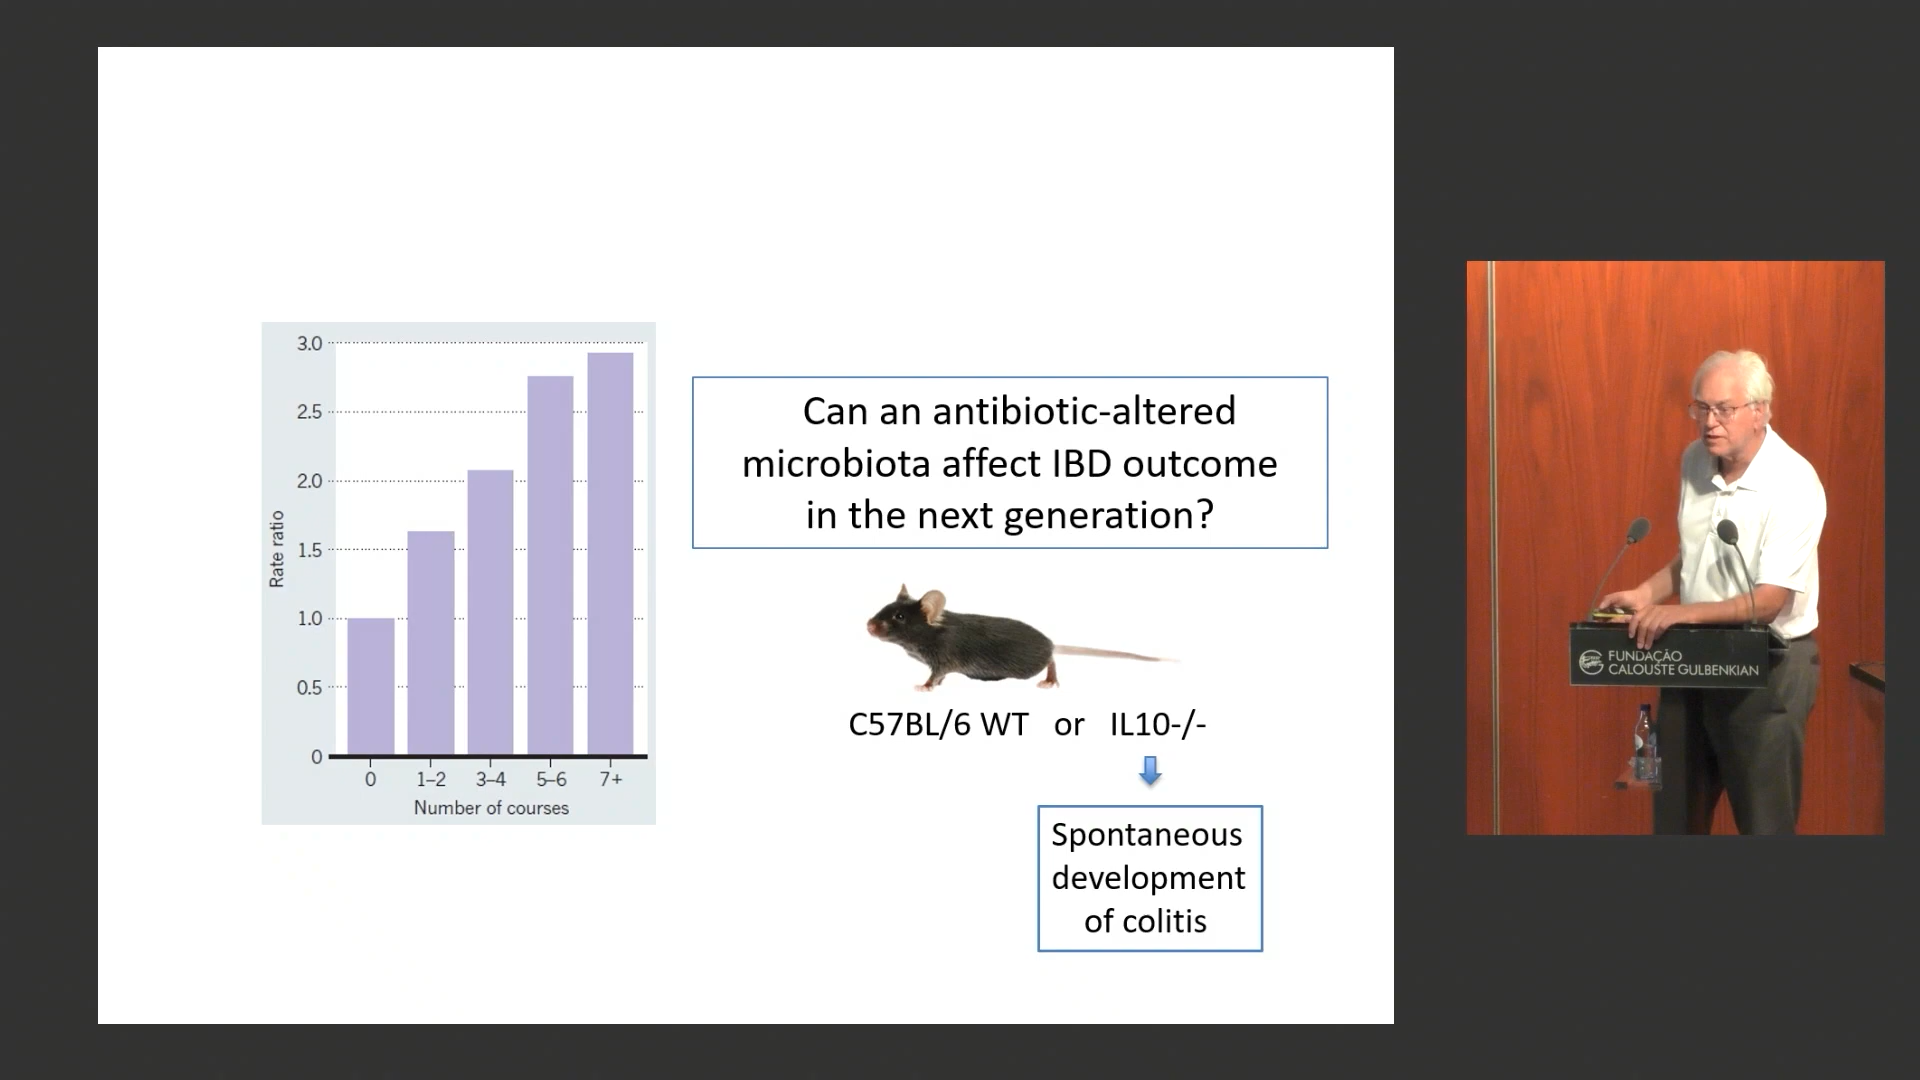 3.0
2.5
2.0
1.5
1.0
0.5
0
Rate ratio
0 1–2 3–4 5–6 7+
Number of courses
Can an antibiotic-altered
microbiota affect IBD outcome
in the next generation?
C57BL/6 WT or IL10-/-
Spontaneous
development
of colitis
FUNDAÇÃO
CALOUSTE GULBENKIAN